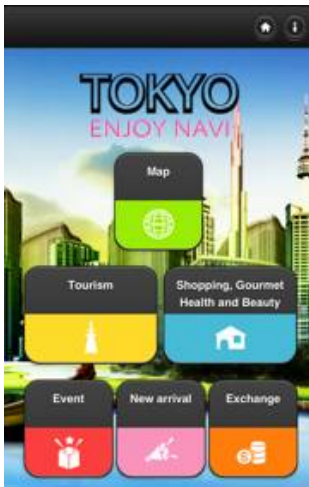 TOKYO
ENJOY NAVI
Map
Tourism
Shopping, Gourmet
Health and Beauty
Event
New arrival
Exchange